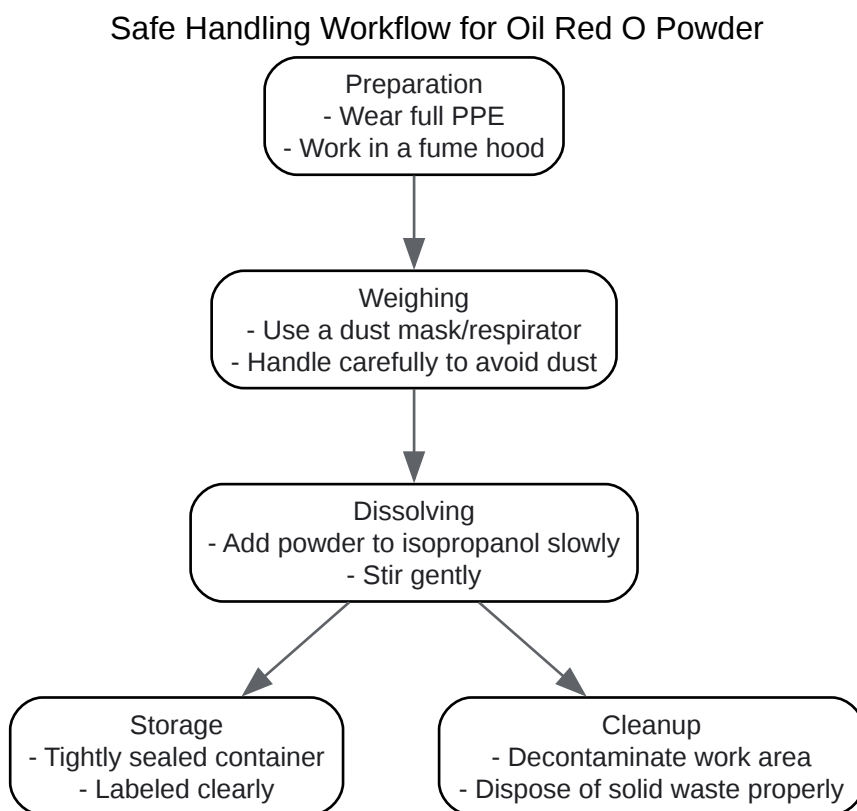 Safe Handling Workflow for Oil Red O Powder
Preparation
- Wear full PPE
- Work in a fume hood
Weighing
- Use a dust mask/respirator
- Handle carefully to avoid dust
Dissolving
- Add powder to isopropanol slowly
- Stir gently
Storage
- Tightly sealed container
- Labeled clearly
Cleanup
- Decontaminate work area
- Dispose of solid waste properly